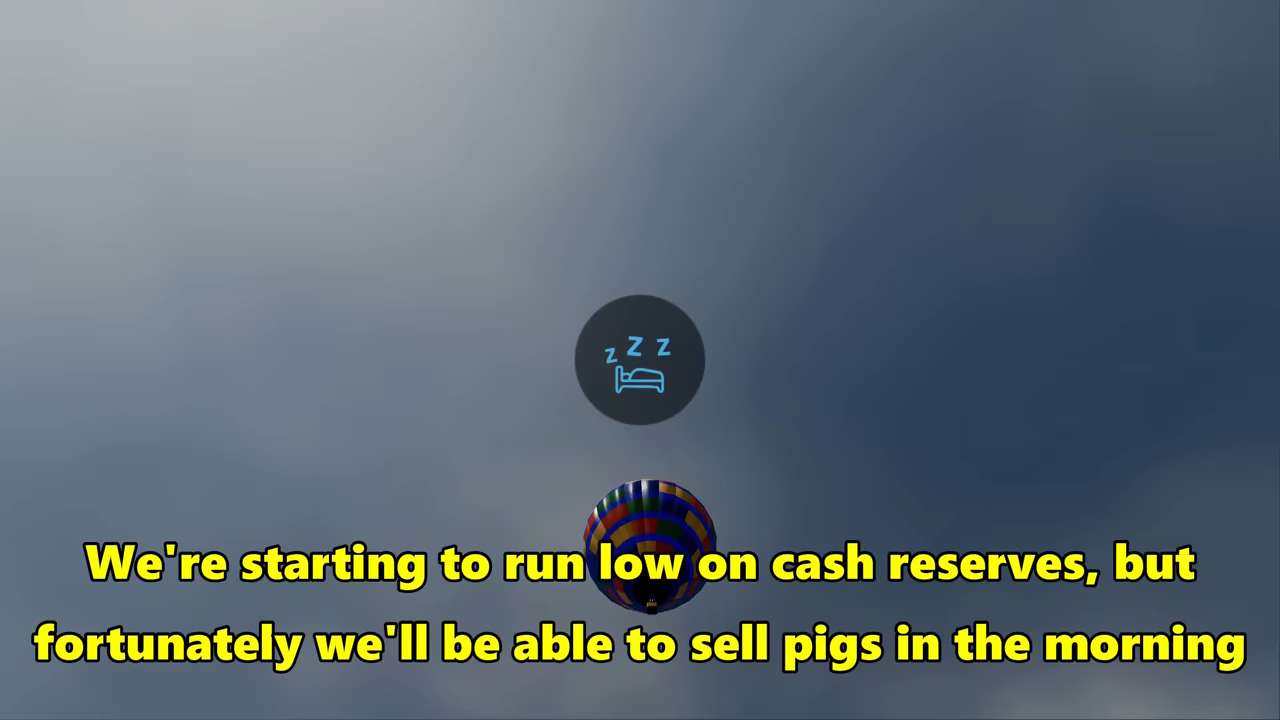 z z z
We're starting to run low on cash reserves, but
fortunately we'll be able to sell pigs in the morning